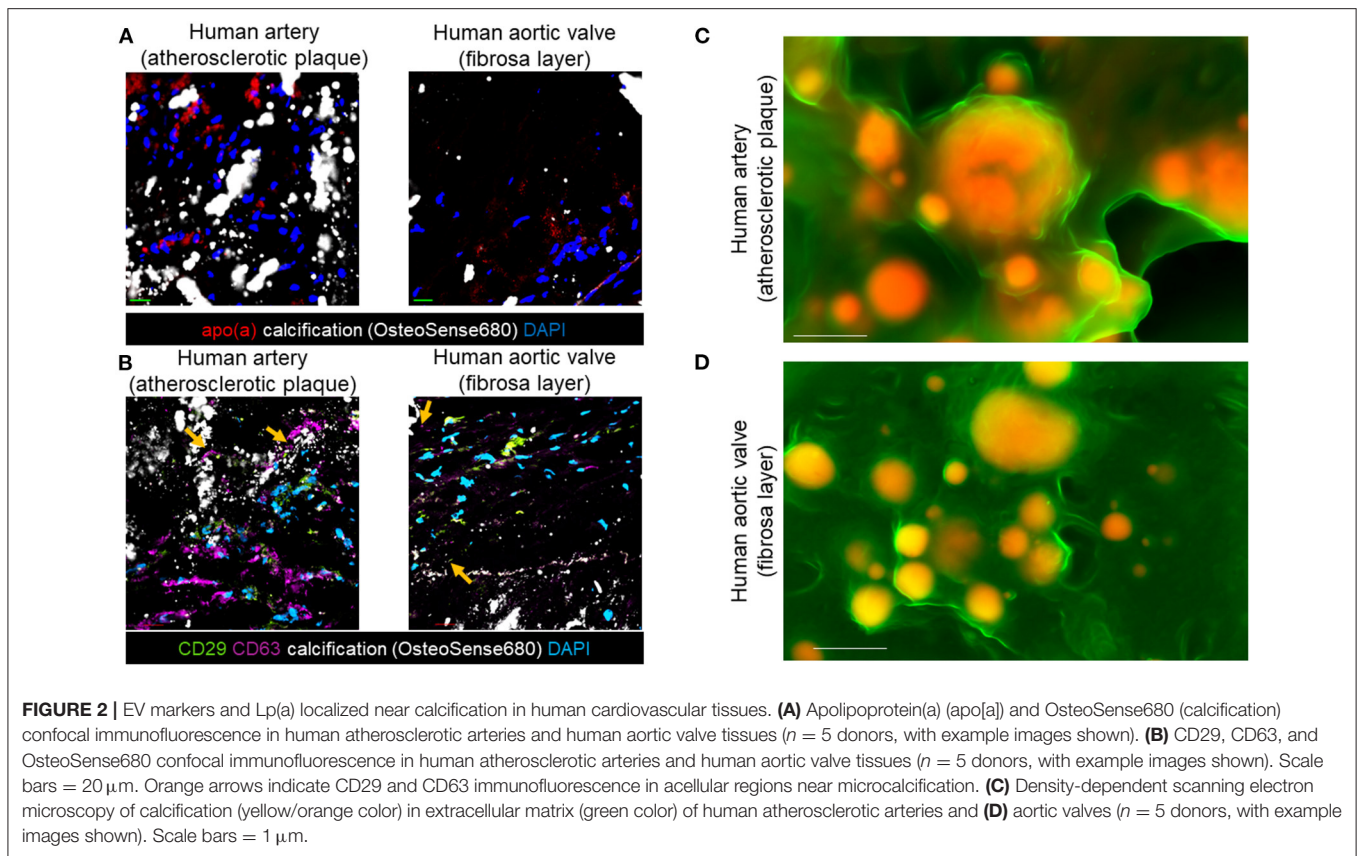 A
Human artery
(atherosclerotic plaque)
Human aortic valve
(fibrosa layer)
apo(a) calcification (OsteoSense680) DAPI
B
Human artery
(atherosclerotic plaque)
Human aortic valve
(fibrosa layer)
CD29 CD63 calcification (OsteoSense680) DAPI
C
Human artery
(atherosclerotic plaque)
D
Human aortic valve
(fibrosa layer)
FIGURE 2 | EV markers and Lp(a) localized near calcification in human cardiovascular tissues. (A) Apolipoprotein(a) (apo[a]) and OsteoSense680 (calcification)
confocal immunofluorescence in human atherosclerotic arteries and human aortic valve tissues (n = 5 donors, with example images shown). (B) CD29, CD63, and
OsteoSense680 confocal immunofluorescence in human atherosclerotic arteries and human aortic valve tissues (n = 5 donors, with example images shown). Scale
bars = 20 μm. Orange arrows indicate CD29 and CD63 immunofluorescence in acellular regions near microcalcification. (C) Density-dependent scanning electron
microscopy of calcification (yellow/orange color) in extracellular matrix (green color) of human atherosclerotic arteries and (D) aortic valves (n = 5 donors, with example
images shown). Scale bars = 1 μm.